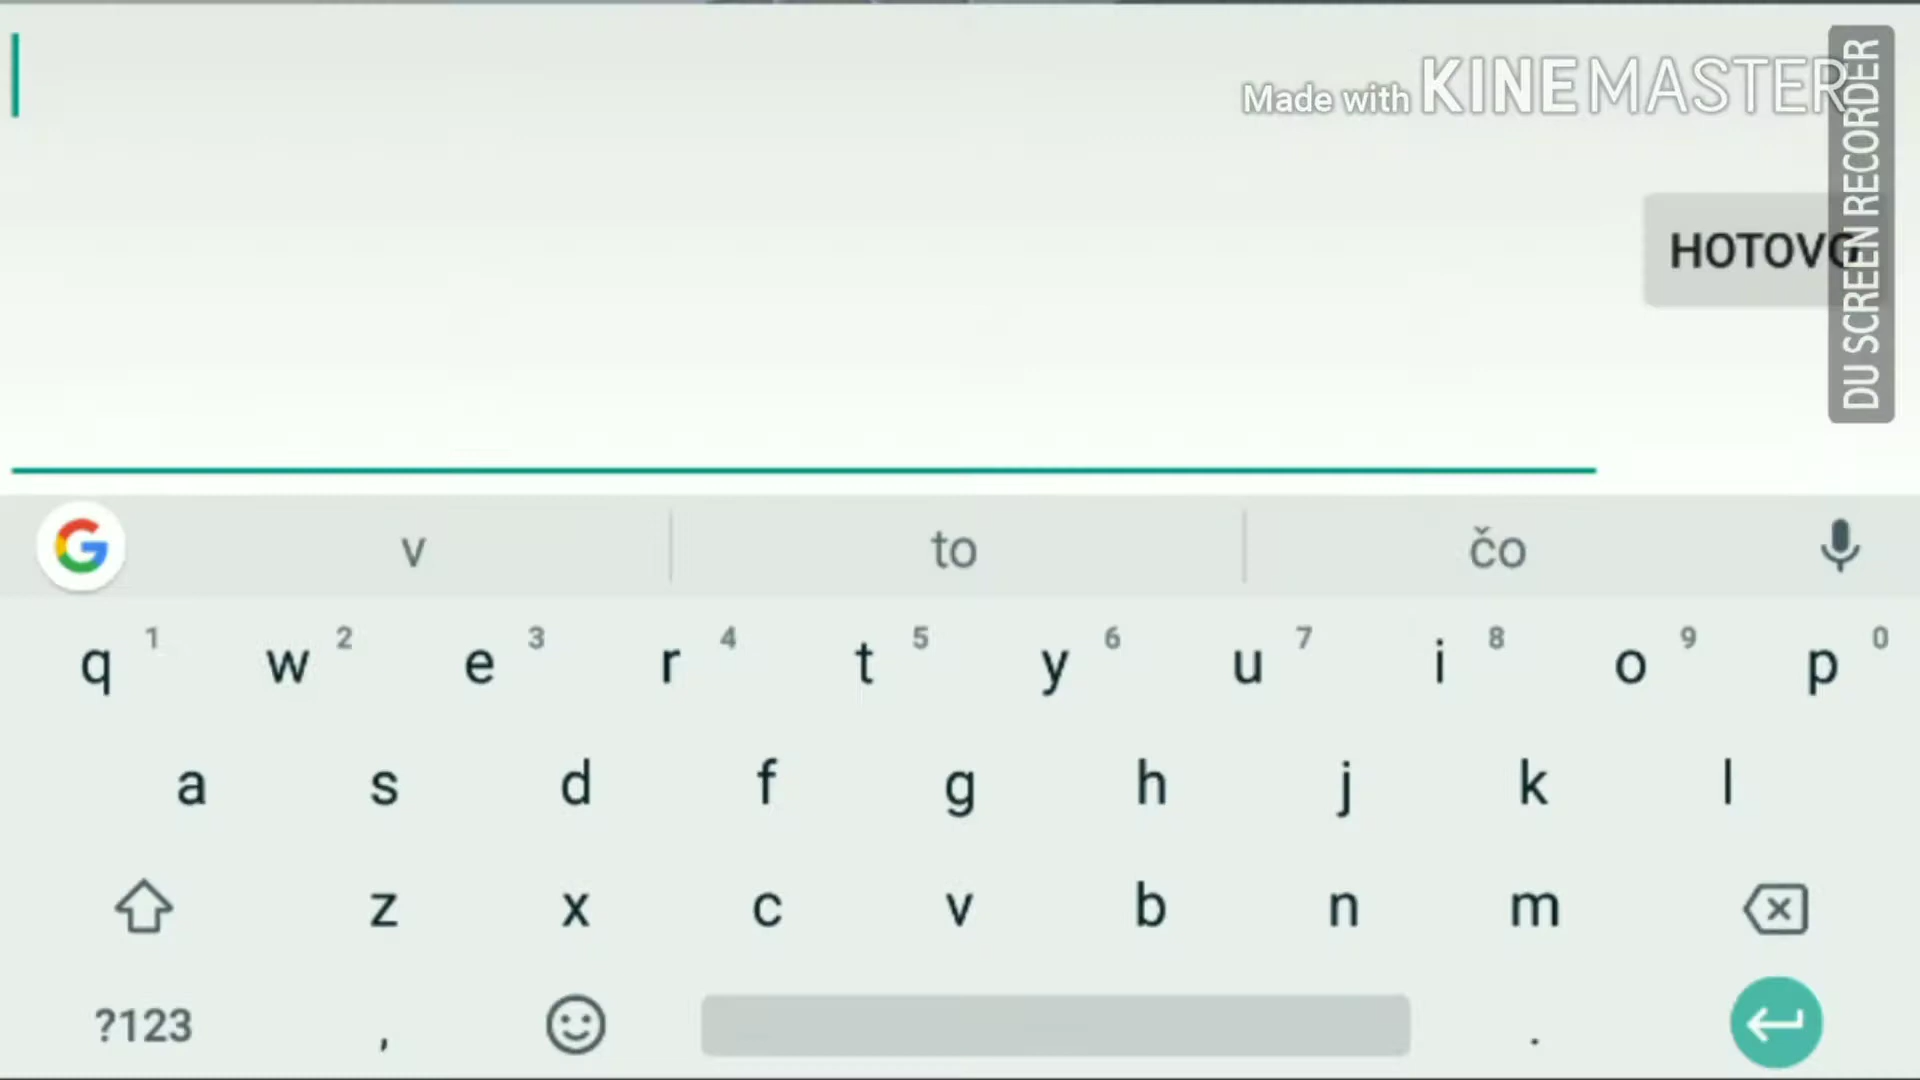 Made with KINEMASTER
DU SCREEN RECORDER
HOTOVO
v to čo
q 1 w 2 e 3 r 4 t 5 y 6 u 7 i 8 o 9 p 0
a s d f g h j k l
z x c v b n m
?123 , .